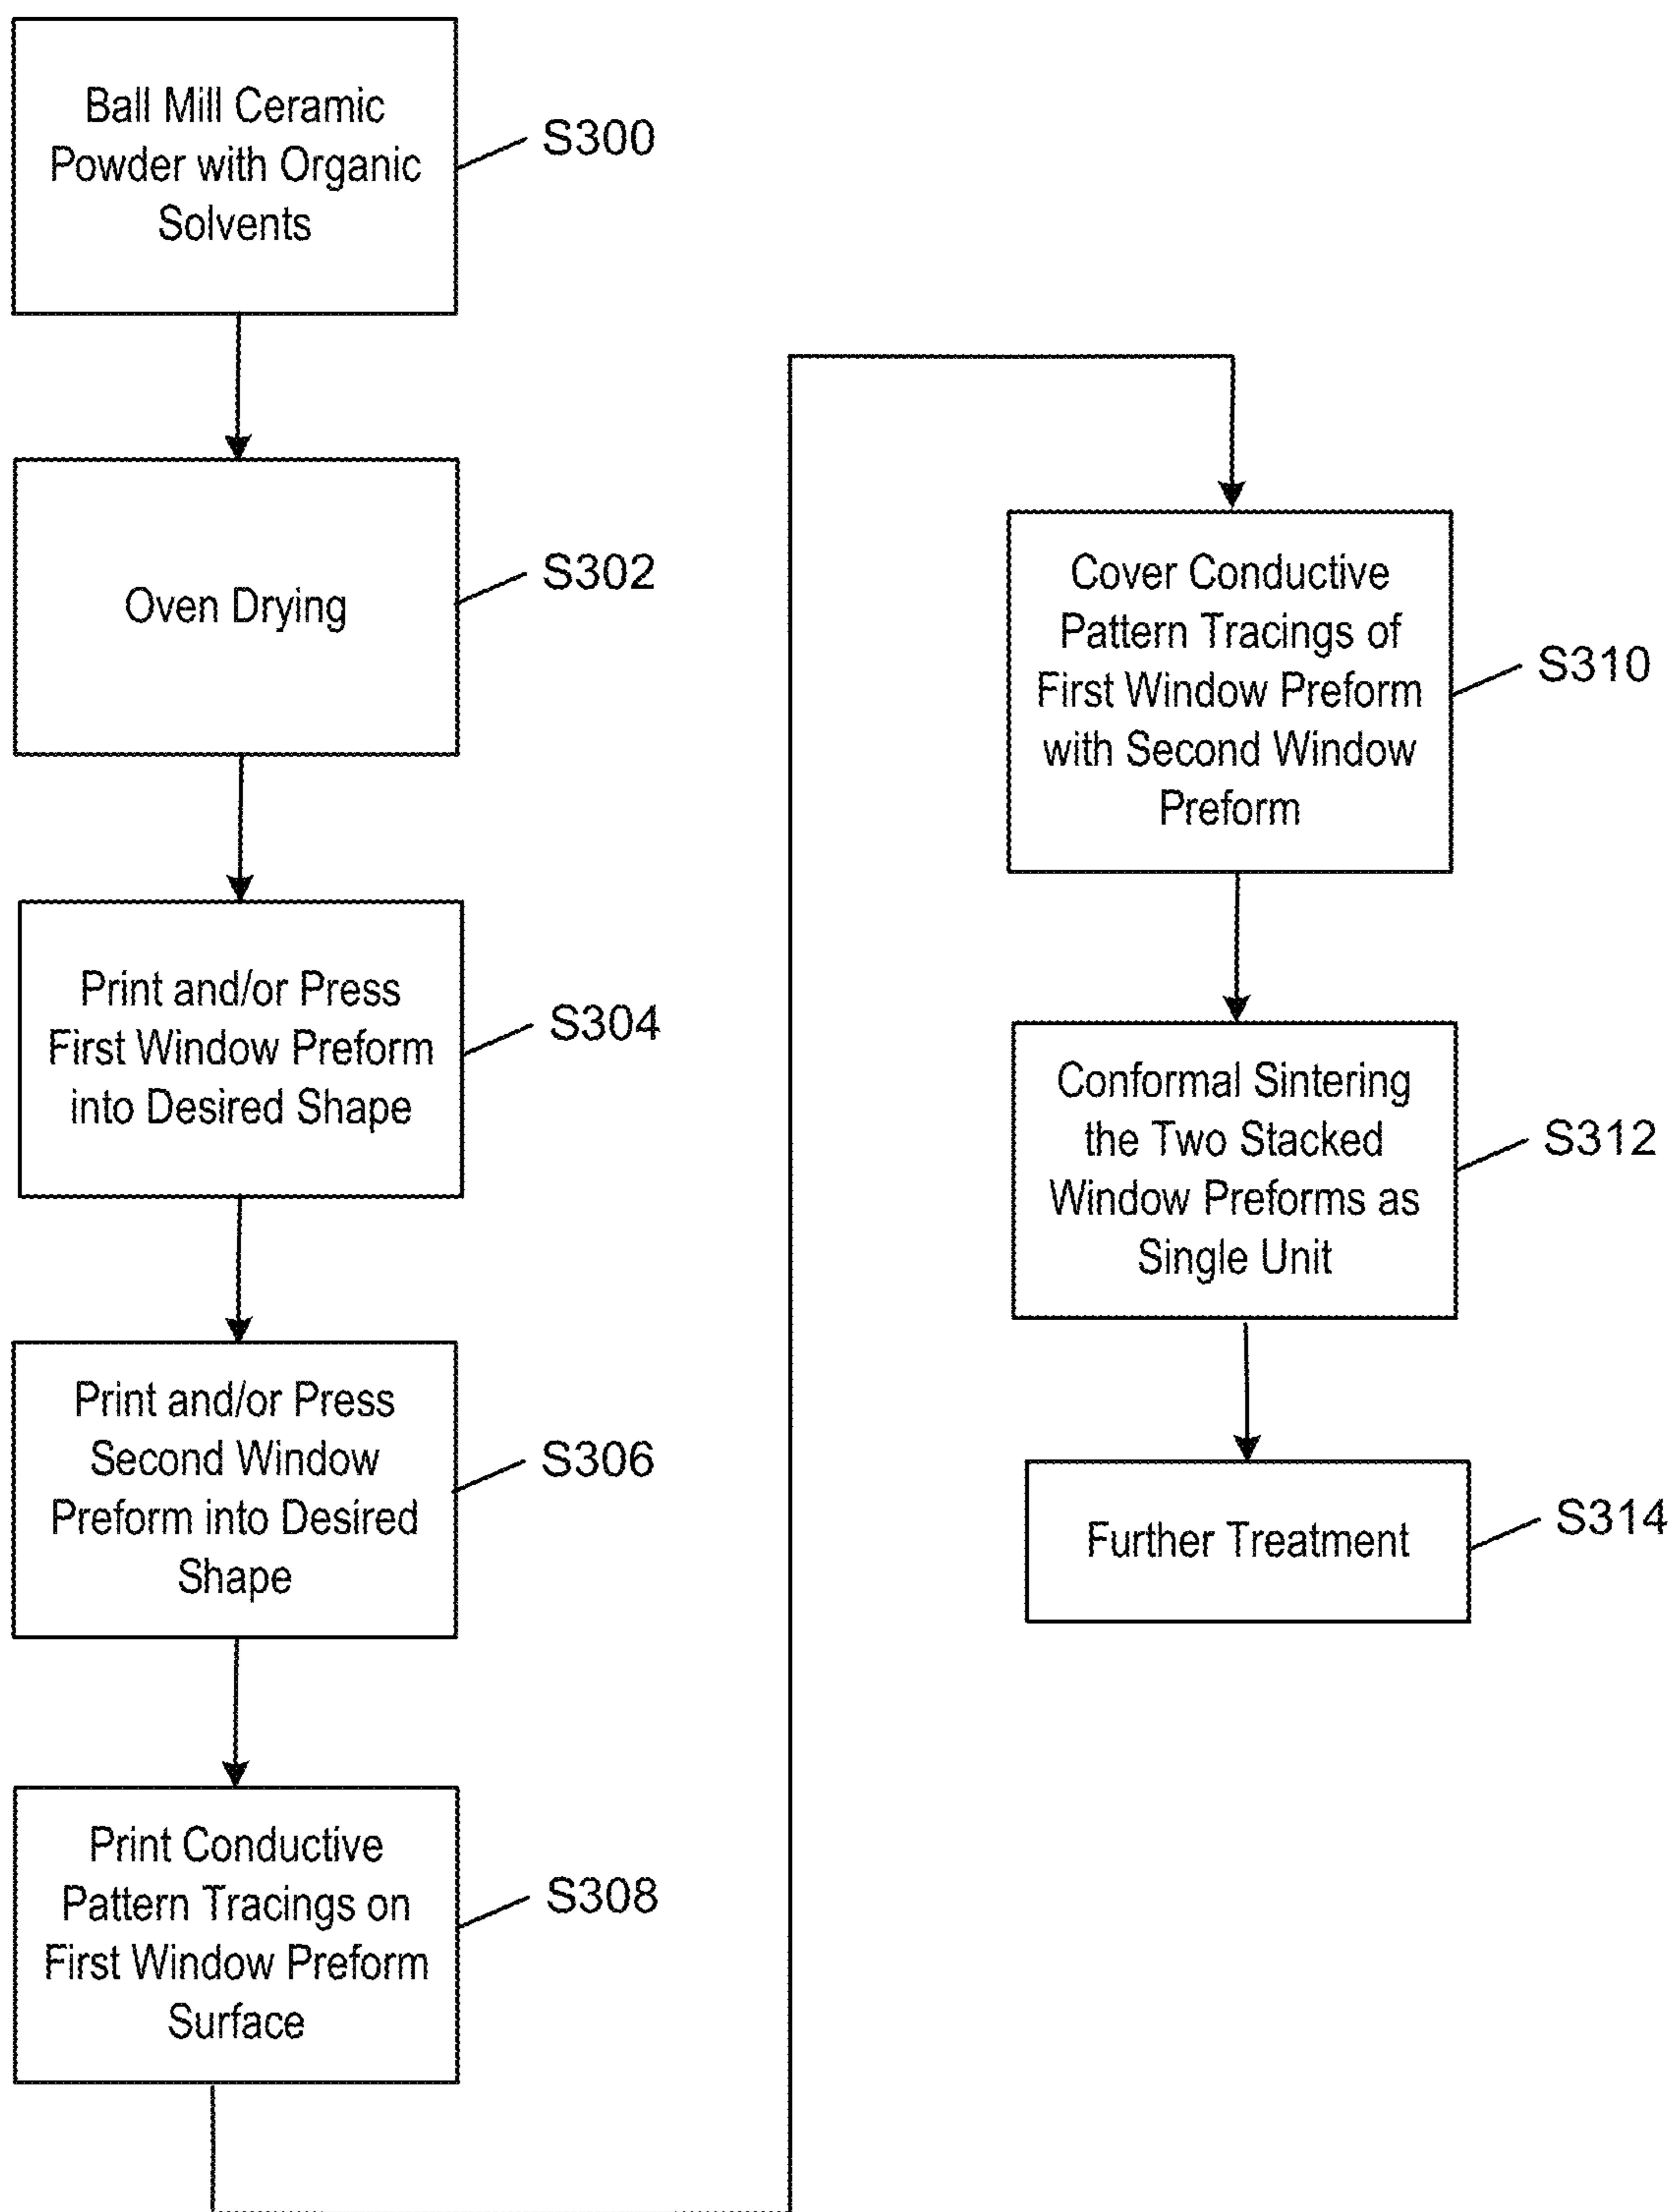 Ball Mill Ceramic
Powder with Organic
Solvents
S300
Oven Drying
S302
Print and/or Press
First Window Preform
into Desired Shape
S304
Print and/or Press
Second Window
Preform into Desired
Shape
S306
Print Conductive
Pattern Tracings on
First Window Preform
Surface
S308
Cover Conductive
Pattern Tracings of
First Window Preform
with Second Window
Preform
S310
Conformal Sintering
the Two Stacked
Window Preforms as
Single Unit
S312
Further Treatment
S314